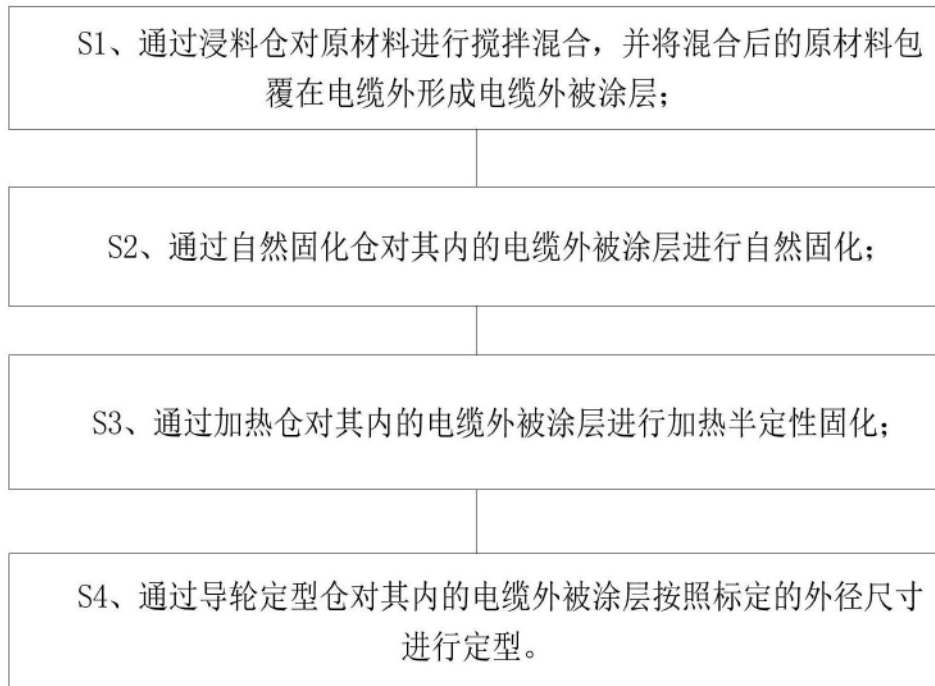 S1、通过浸料仓对原材料进行搅拌混合，并将混合后的原材料包
覆在电缆外形成电缆外被涂层；
S2、通过自然固化仓对其内的电缆外被涂层进行自然固化；
S3、通过加热仓对其内的电缆外被涂层进行加热半定性固化；
S4、通过导轮定型仓对其内的电缆外被涂层按照标定的外径尺寸
进行定型。